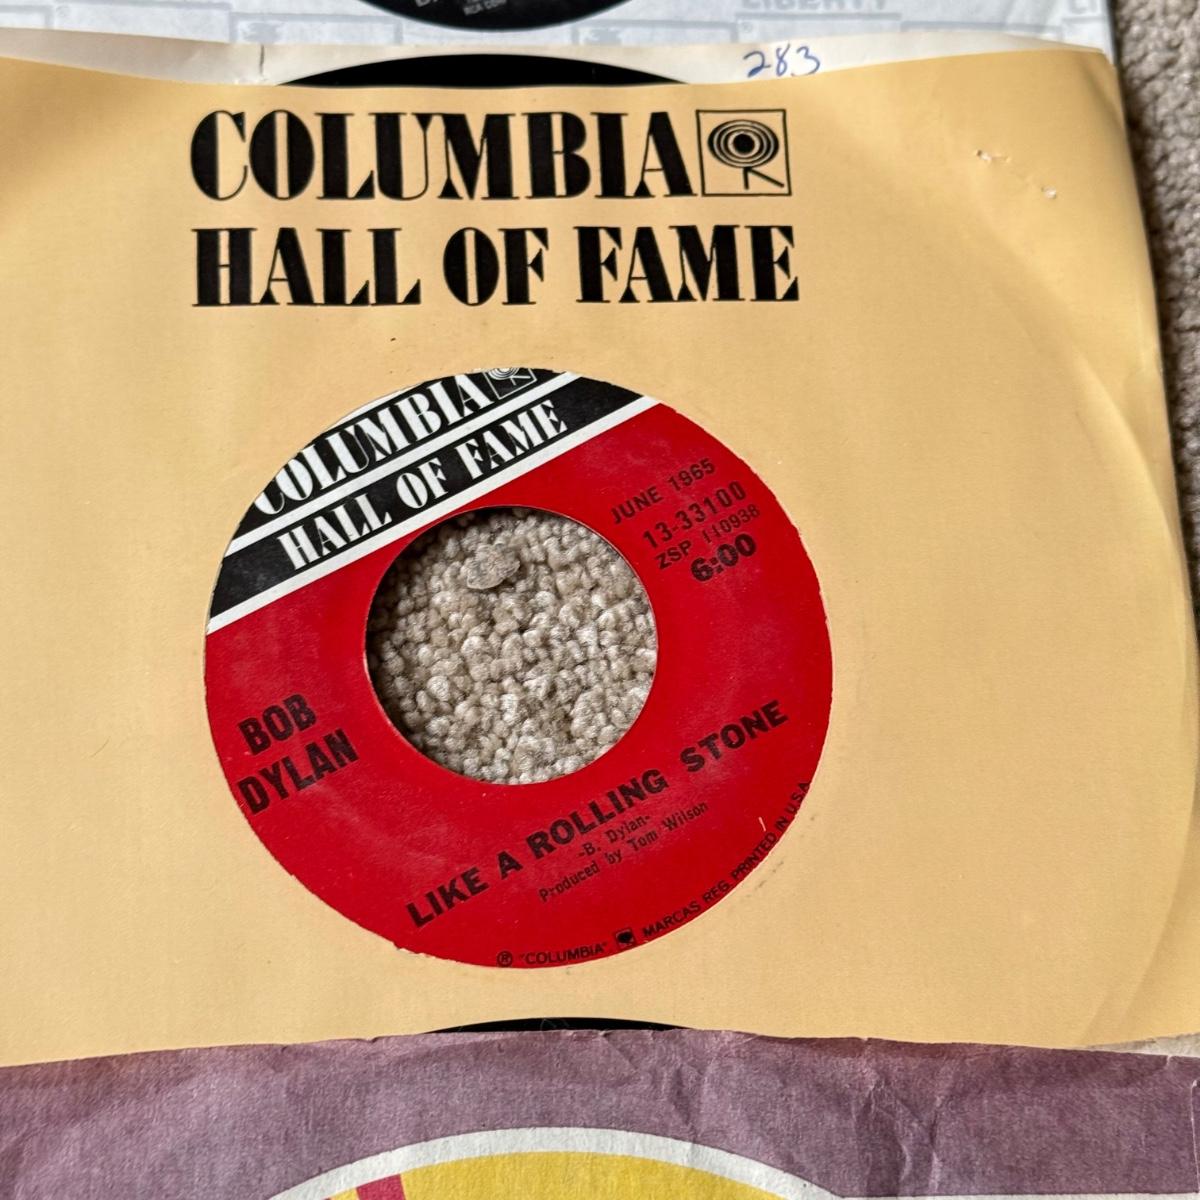 LIBERTY
283
COLUMBIA
HALL OF FAME
COLUMBIA
HALL OF FAME
JUNE 1965
13-33100
ZSP 110938
6:00
BOB
DYLAN
LIKE A ROLLING STONE
-B. Dylan-
Produced by Tom Wilson
® "COLUMBIA" MARCAS REG. PRINTED IN U.S.A.